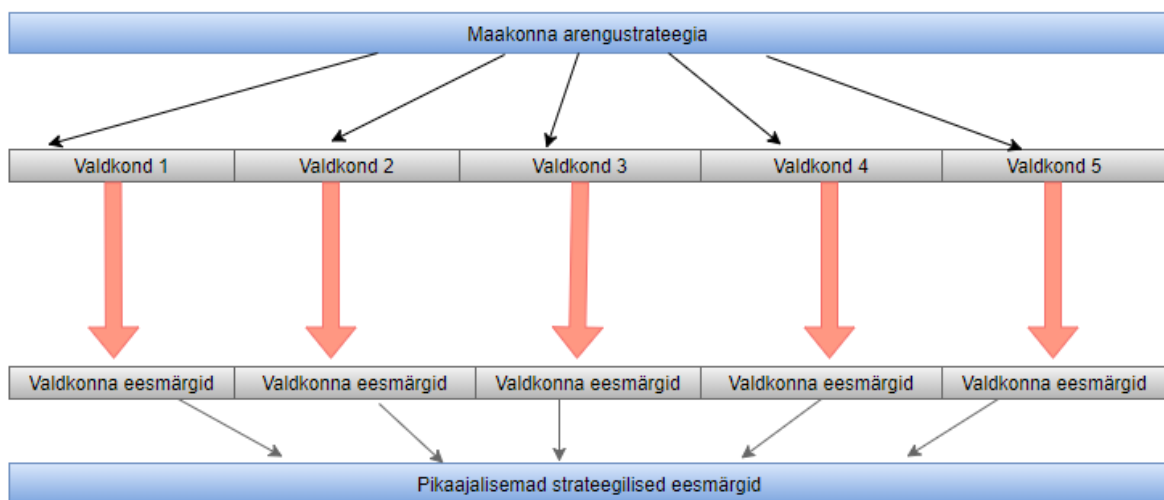 Maakonna arengustrateegia
Valdkond 1
Valdkond 2
Valdkond 3
Valdkond 4
Valdkond 5
Valdkonna eesmärgid
Valdkonna eesmärgid
Valdkonna eesmärgid
Valdkonna eesmärgid
Valdkonna eesmärgid
Pikaajalisemad strateegilised eesmärgid